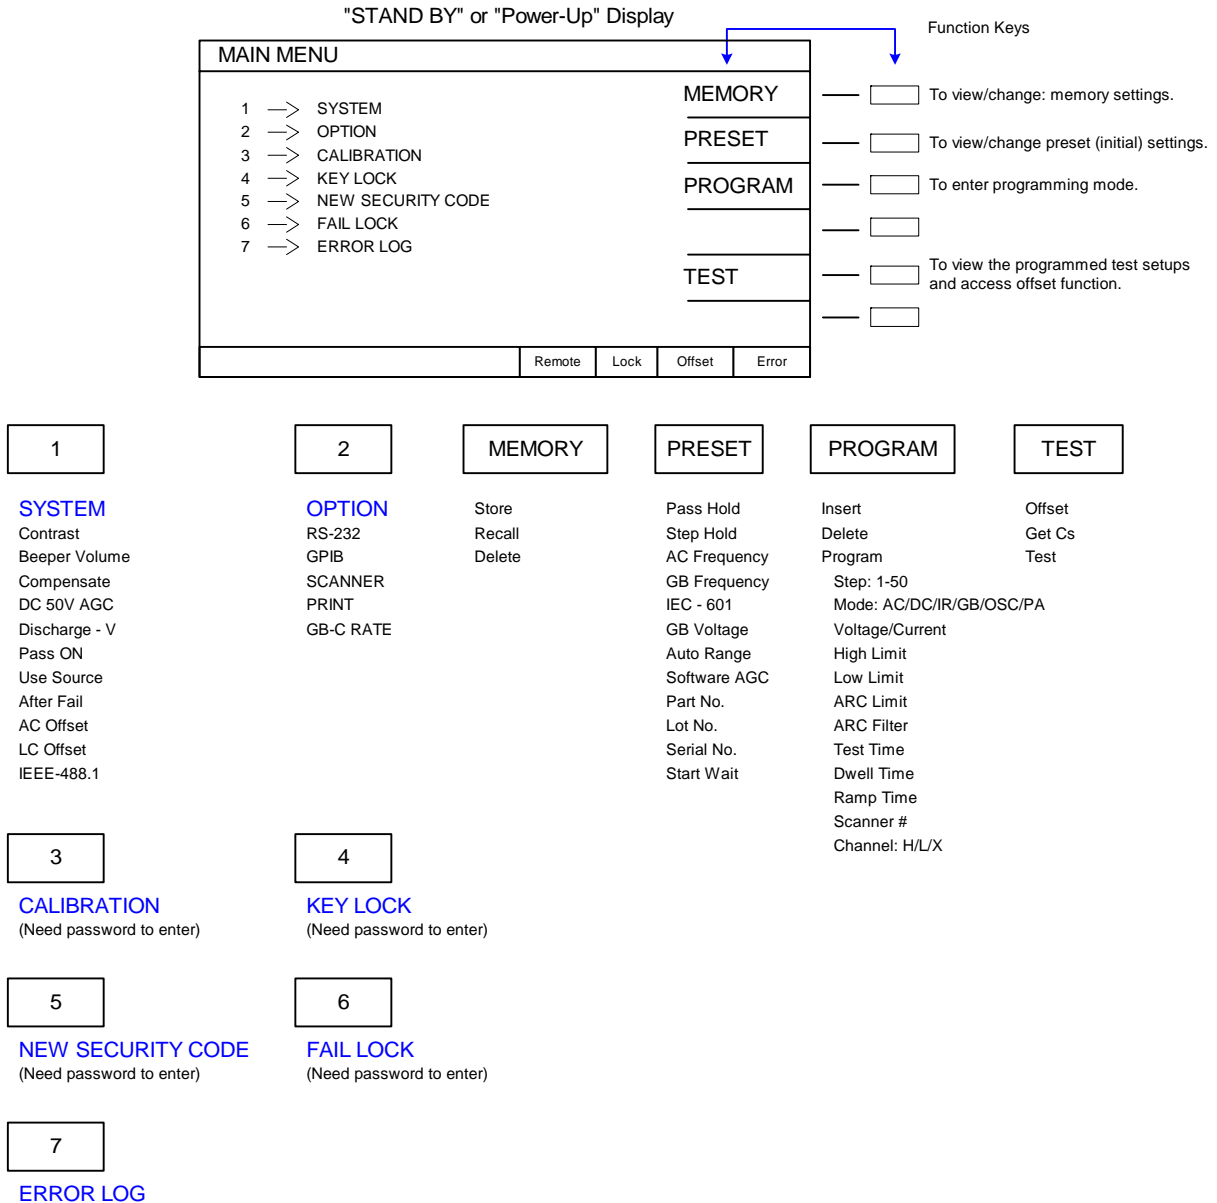 "STAND BY" or "Power-Up" Display
Function Keys
MAIN MENU
1 SYSTEM
2 OPTION
3 CALIBRATION
4 KEY LOCK
5 NEW SECURITY CODE
6 FAIL LOCK
7 ERROR LOG
MEMORY
PRESET
PROGRAM
TEST
To view/change: memory settings.
To view/change preset (initial) settings.
To enter programming mode.
To view the programmed test setups
and access offset function.
Remote Lock Offset Error
1
SYSTEM
Contrast
Beeper Volume
Compensate
DC 50V AGC
Discharge - V
Pass ON
Use Source
After Fail
AC Offset
LC Offset
IEEE-488.1
2
OPTION
RS-232
GPIB
SCANNER
PRINT
GB-C RATE
MEMORY
Store
Recall
Delete
PRESET
Pass Hold
Step Hold
AC Frequency
GB Frequency
IEC - 601
GB Voltage
Auto Range
Software AGC
Part No.
Lot No.
Serial No.
Start Wait
PROGRAM
Insert
Delete
Program
Step: 1-50
Mode: AC/DC/IR/GB/OSC/PA
Voltage/Current
High Limit
Low Limit
ARC Limit
ARC Filter
Test Time
Dwell Time
Ramp Time
Scanner #
Channel: H/L/X
TEST
Offset
Get Cs
Test
3
CALIBRATION
(Need password to enter)
4
KEY LOCK
(Need password to enter)
5
NEW SECURITY CODE
(Need password to enter)
6
FAIL LOCK
(Need password to enter)
7
ERROR LOG